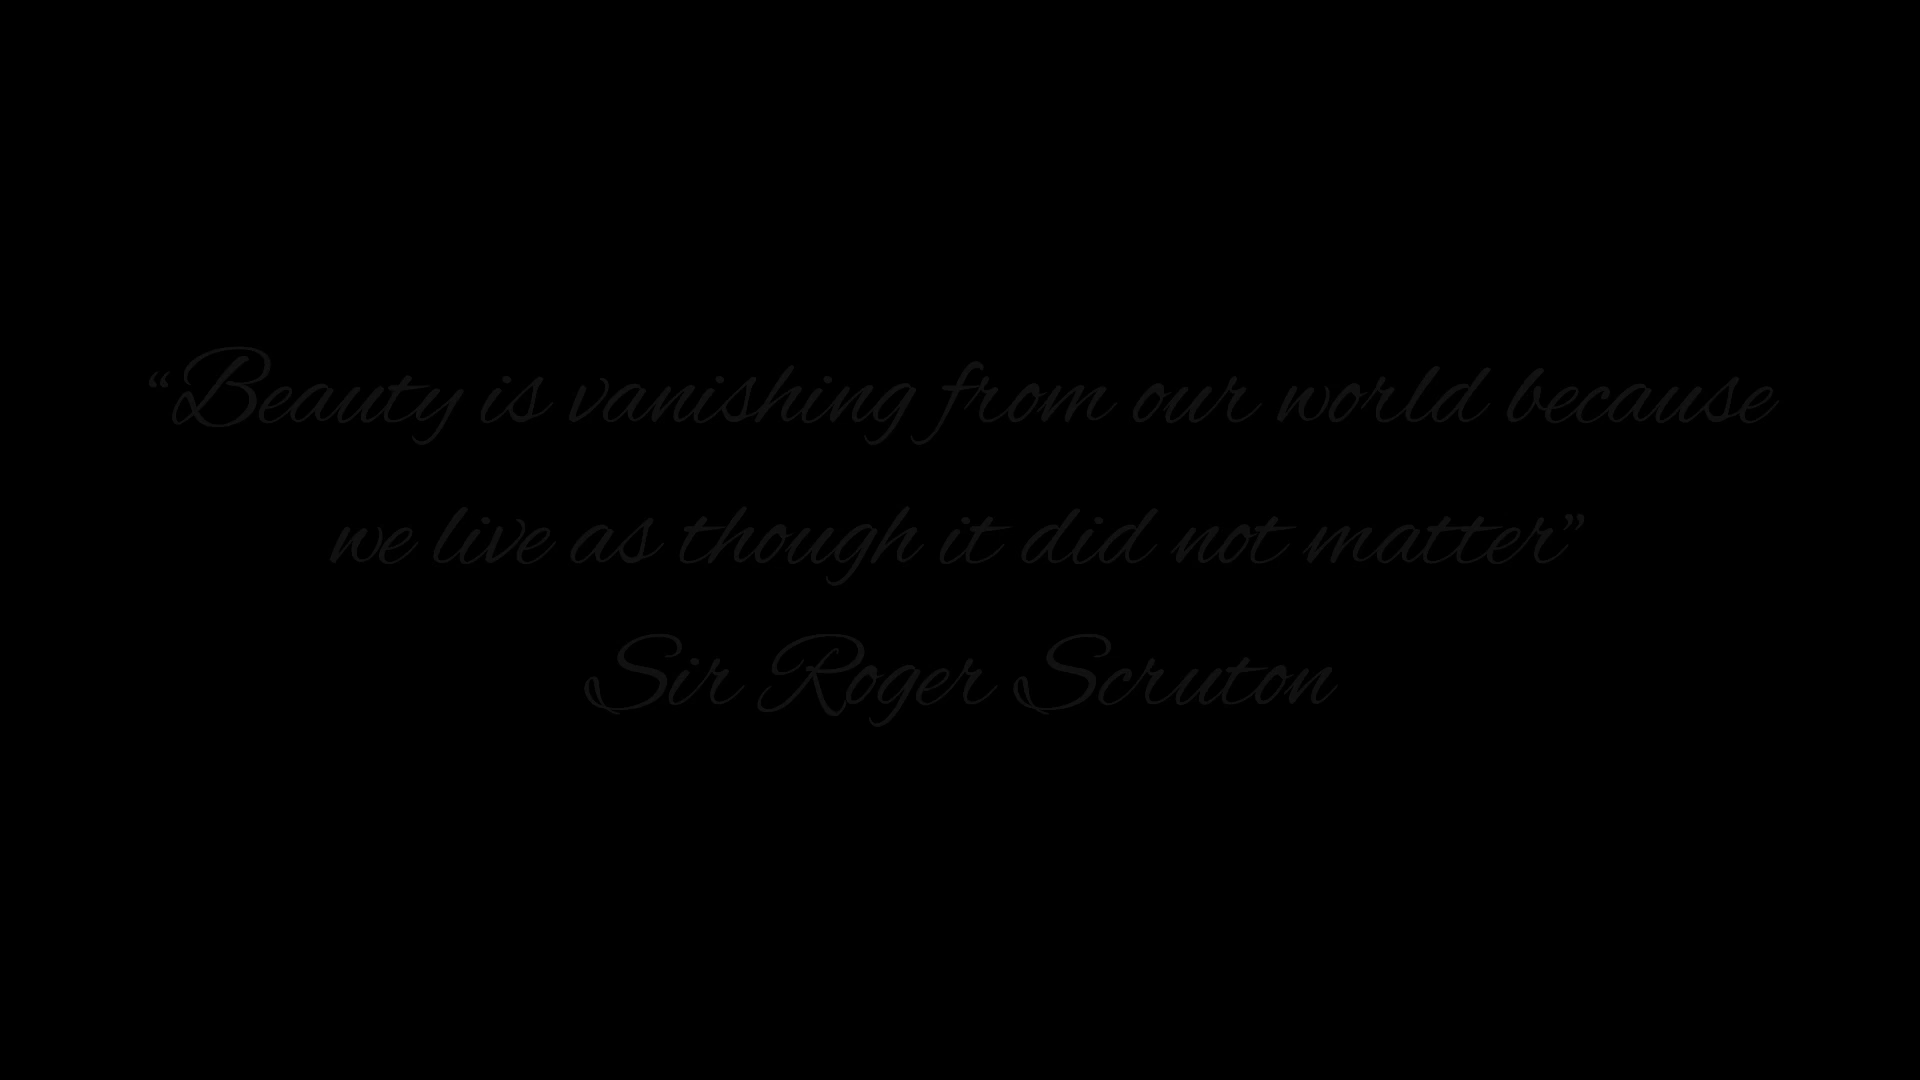 “Beauty is vanishing from our world because
we live as though it did not matter”
Sir Roger Scruton